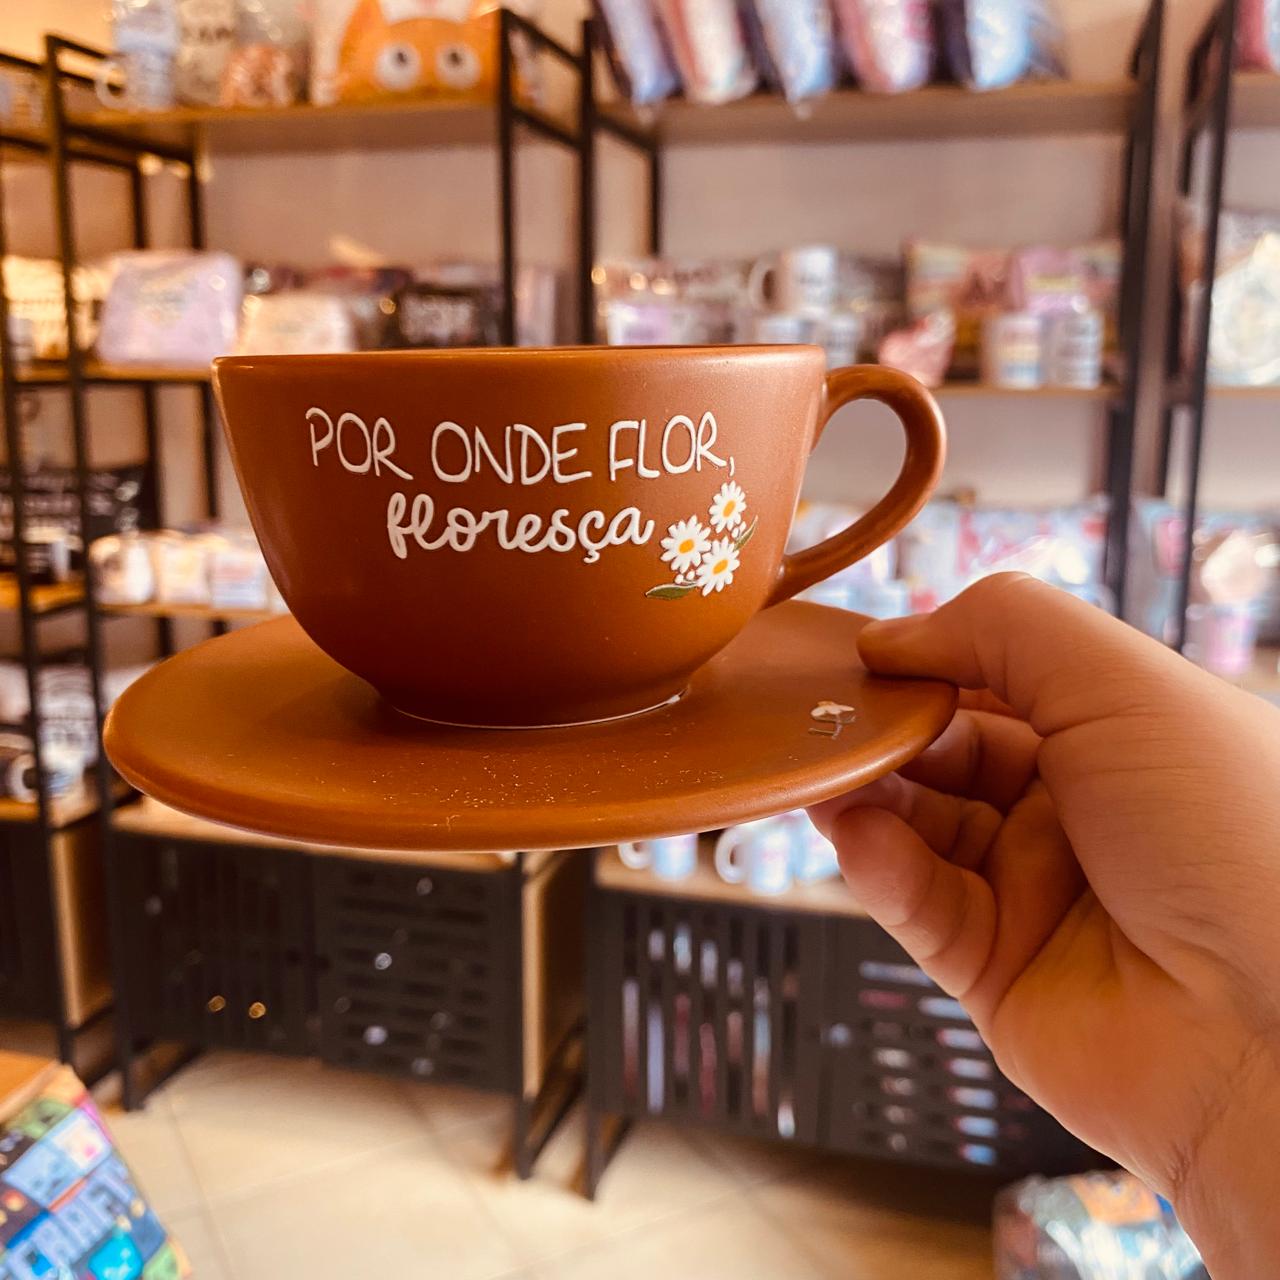 POR ONDE FLOR,
floresça